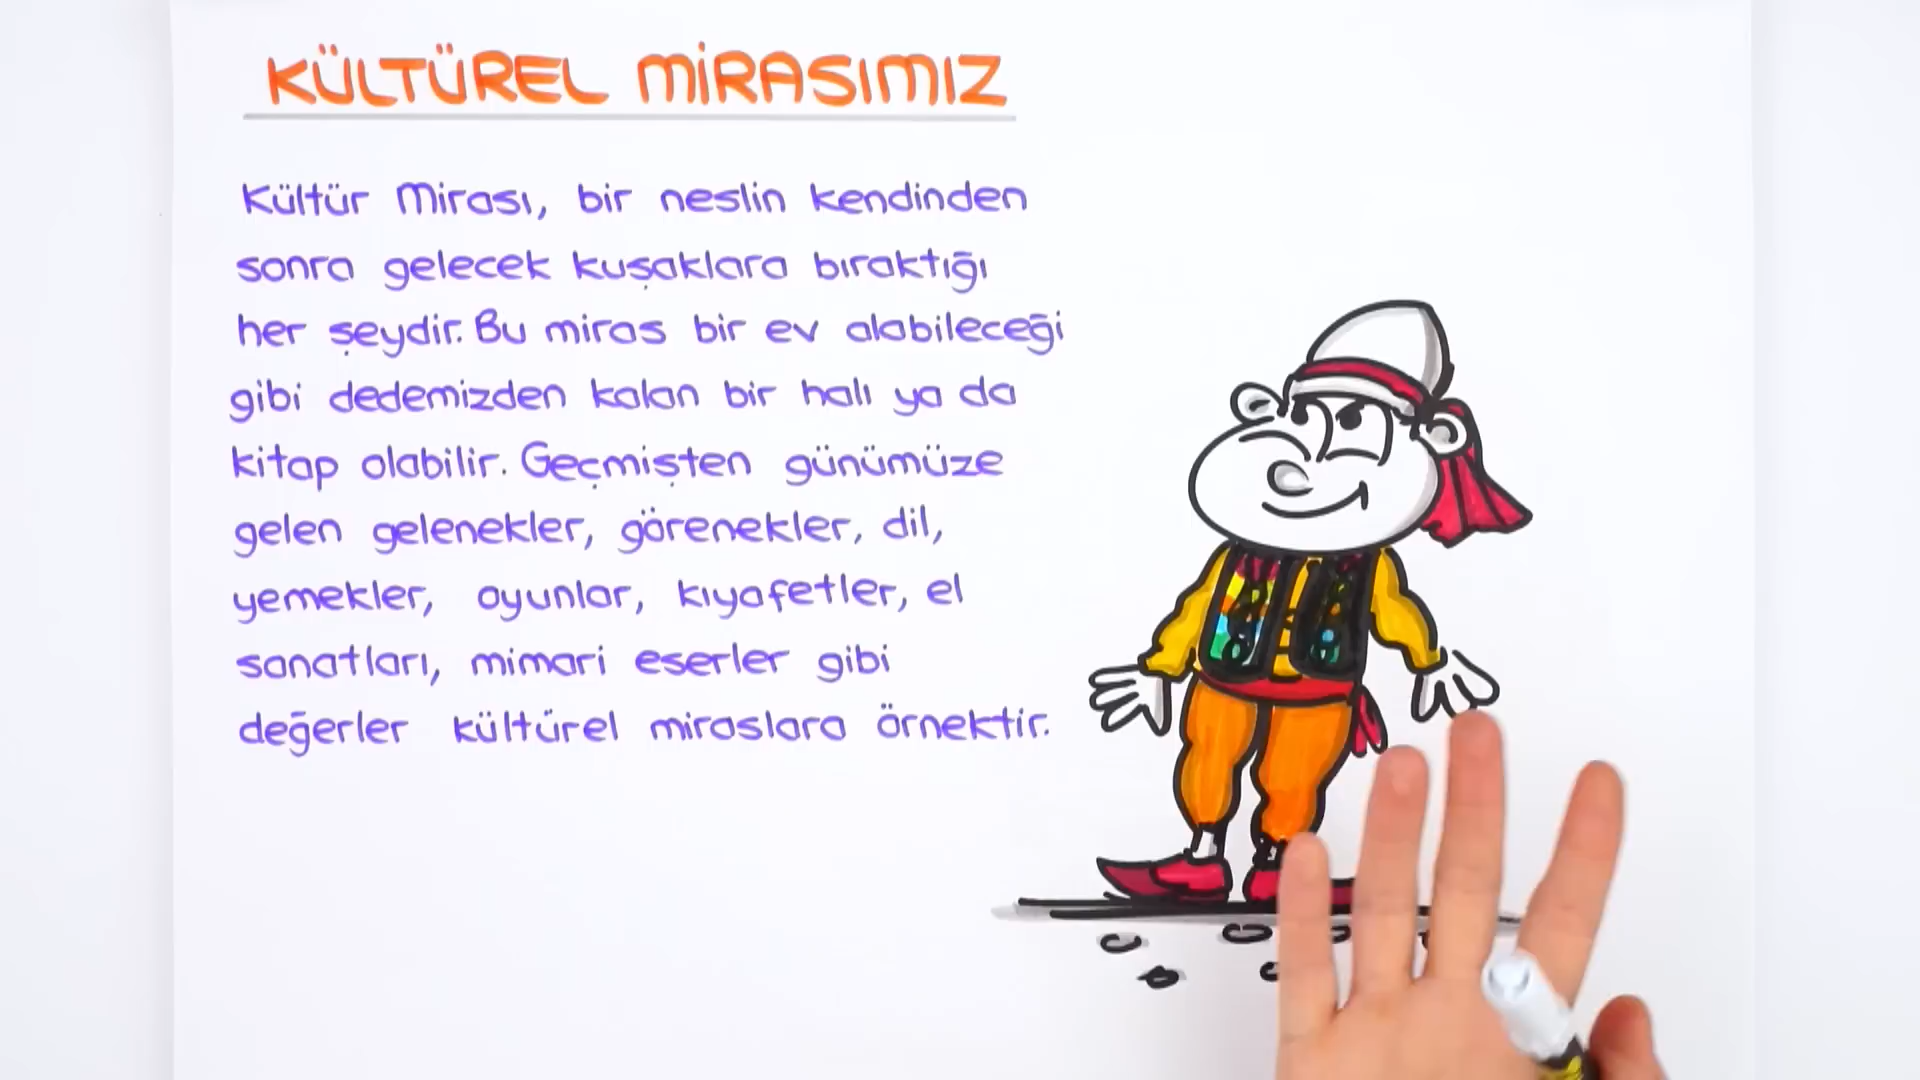 KÜLTÜREL MİRASIMIZ
Kültür Mirası, bir neslin kendinden
sonra gelecek kuşaklara bıraktığı
her şeydir. Bu miras bir ev alabileceği
gibi dedemizden kalan bir halı ya da
kitap olabilir. Geçmişten günümüze
gelen gelenekler, görenekler, dil,
yemekler, oyunlar, kıyafetler, el
sanatları, mimari eserler gibi
değerler kültürel miraslara örnektir.